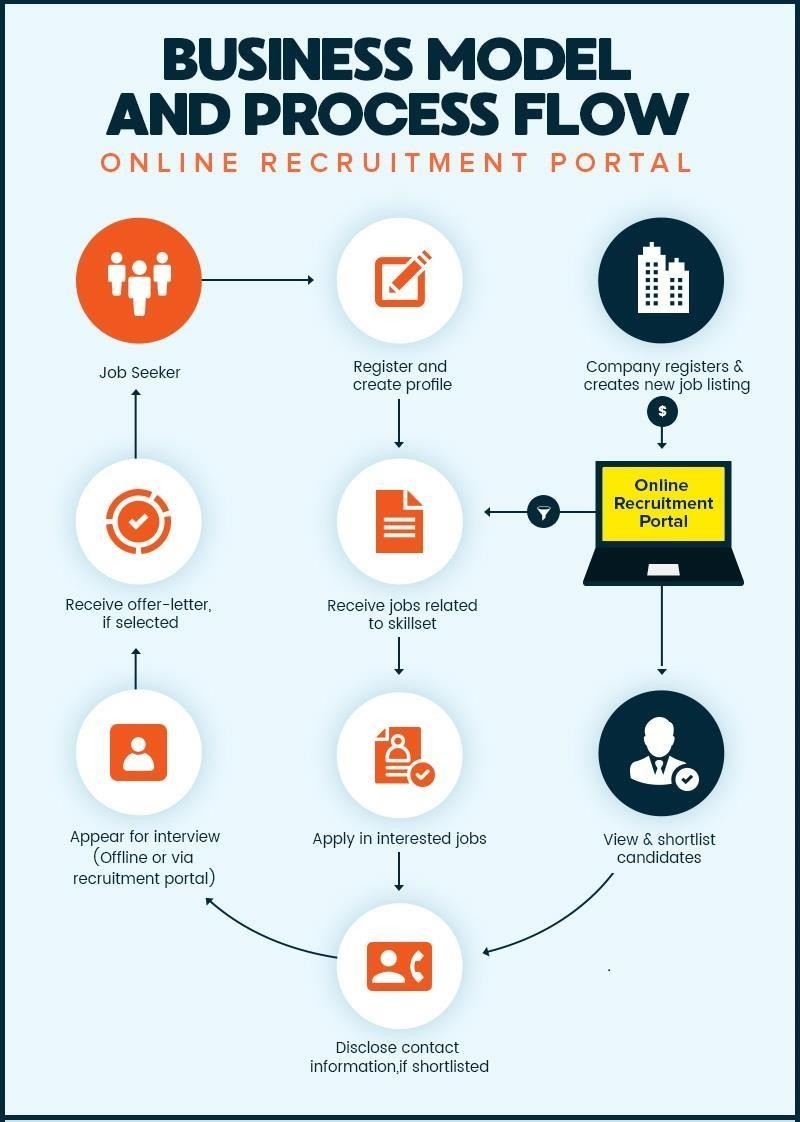 BUSINESS MODEL
AND PROCESS FLOW
ONLINE RECRUITMENT PORTAL
Job Seeker
Register and
create profile
Company registers &
creates new job listing
$
Online
Recruitment
Portal
Receive offer-letter,
if selected
Receive jobs related
to skillset
Appear for interview
(Offline or via
recruitment portal)
Apply in interested jobs
View & shortlist
candidates
Disclose contact
information,if shortlisted